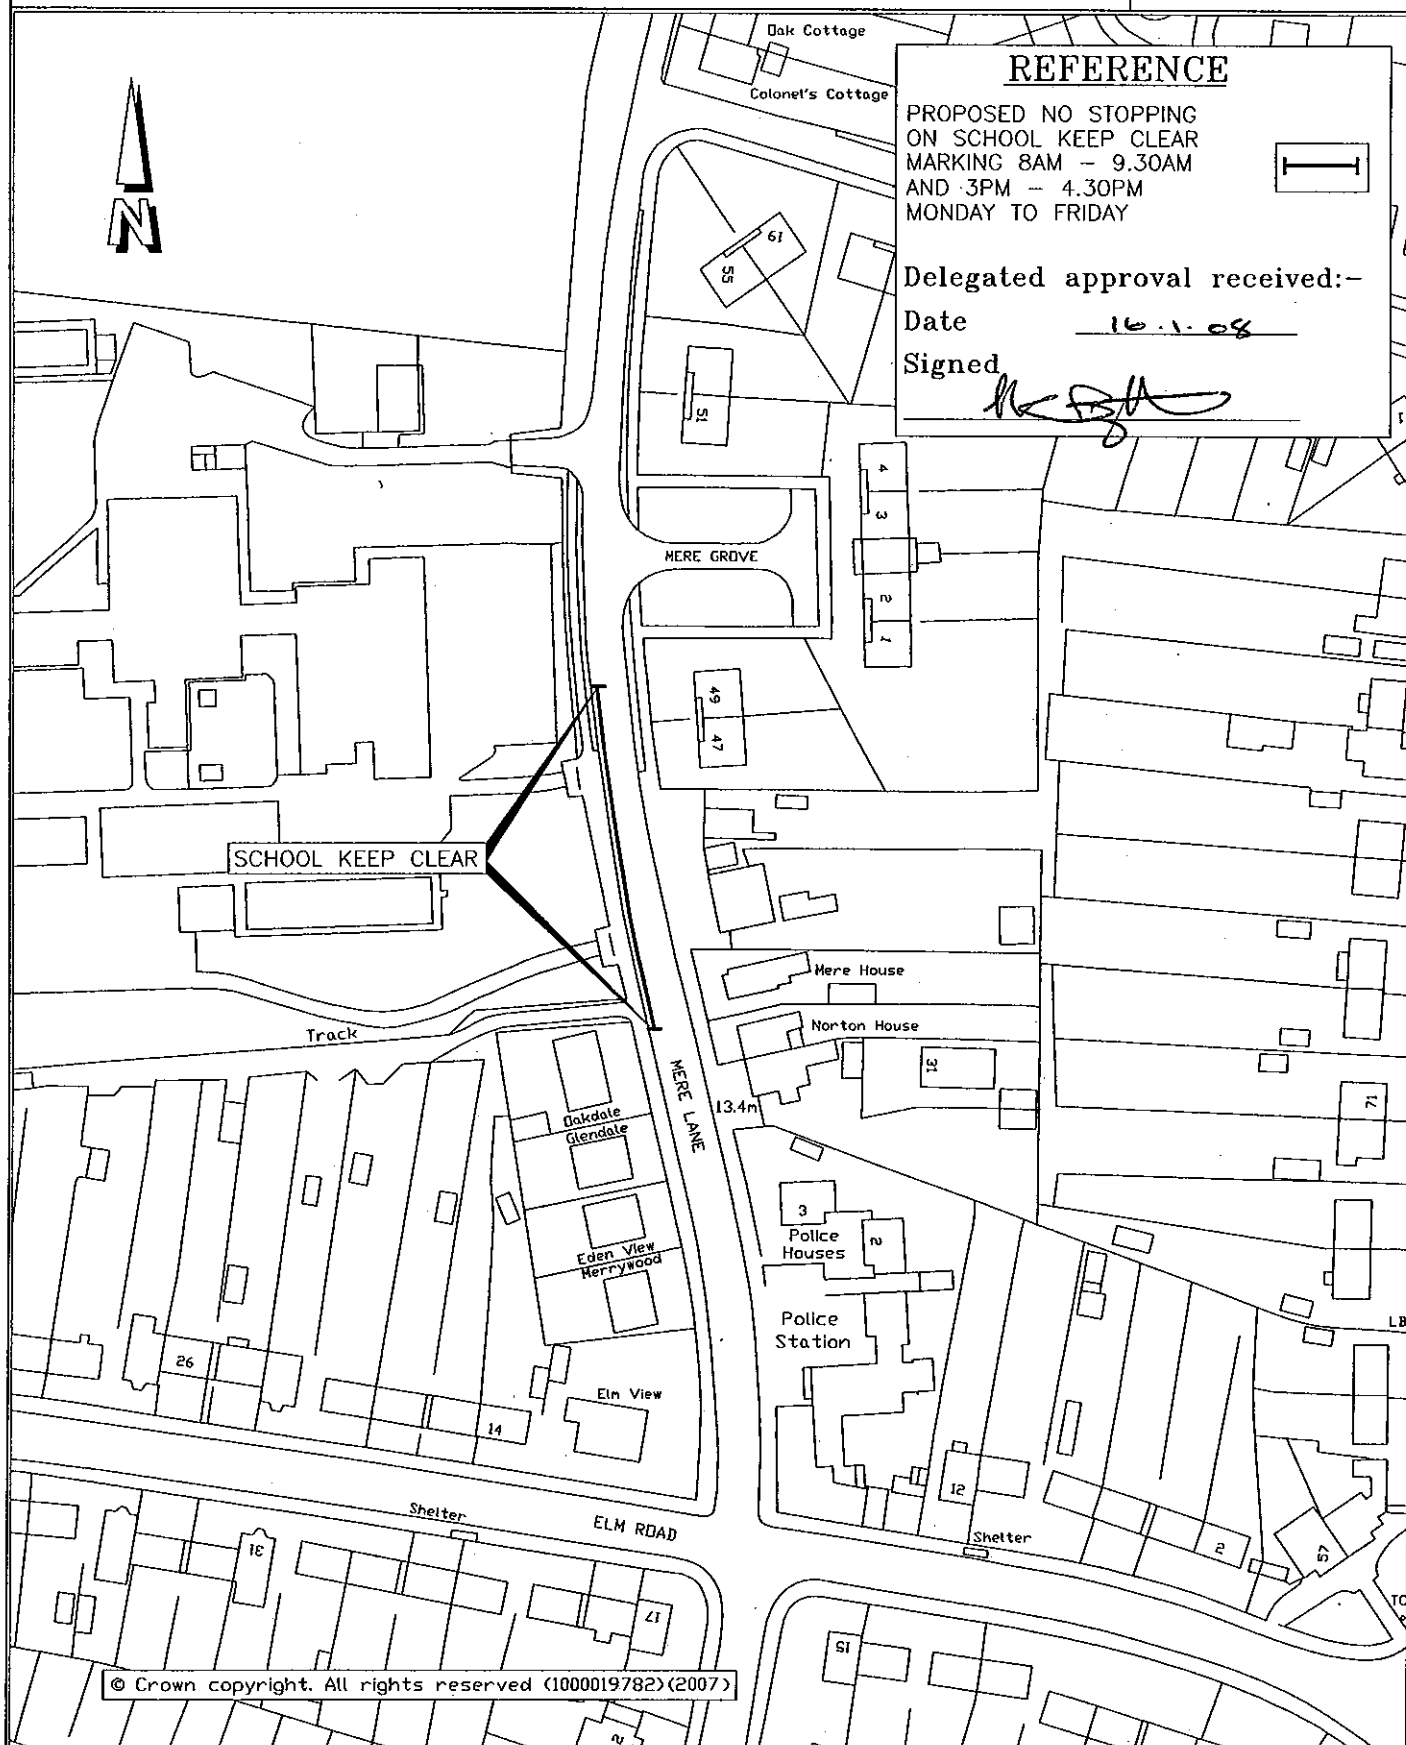 Oak Cottage
Colonel's Cottage
REFERENCE
PROPOSED NO STOPPING
ON SCHOOL KEEP CLEAR
MARKING 8AM - 9.30AM
AND 3PM - 4.30PM
MONDAY TO FRIDAY
Delegated approval received:-
Date 16.1.08
Signed
N
19
55
51
4
3
MERE GROVE
2
1
49
47
SCHOOL KEEP CLEAR
Mere House
Norton House
Track
31
MERE LANE
13.4m
71
Oakdale
Glendale
3
Police
Houses
2
Eden View
Merrywood
Police
Station
LB
26
Elm View
14
12
Shelter
ELM ROAD
Shelter
2
57
31
17
15
© Crown copyright. All rights reserved (1000019782)(2007)